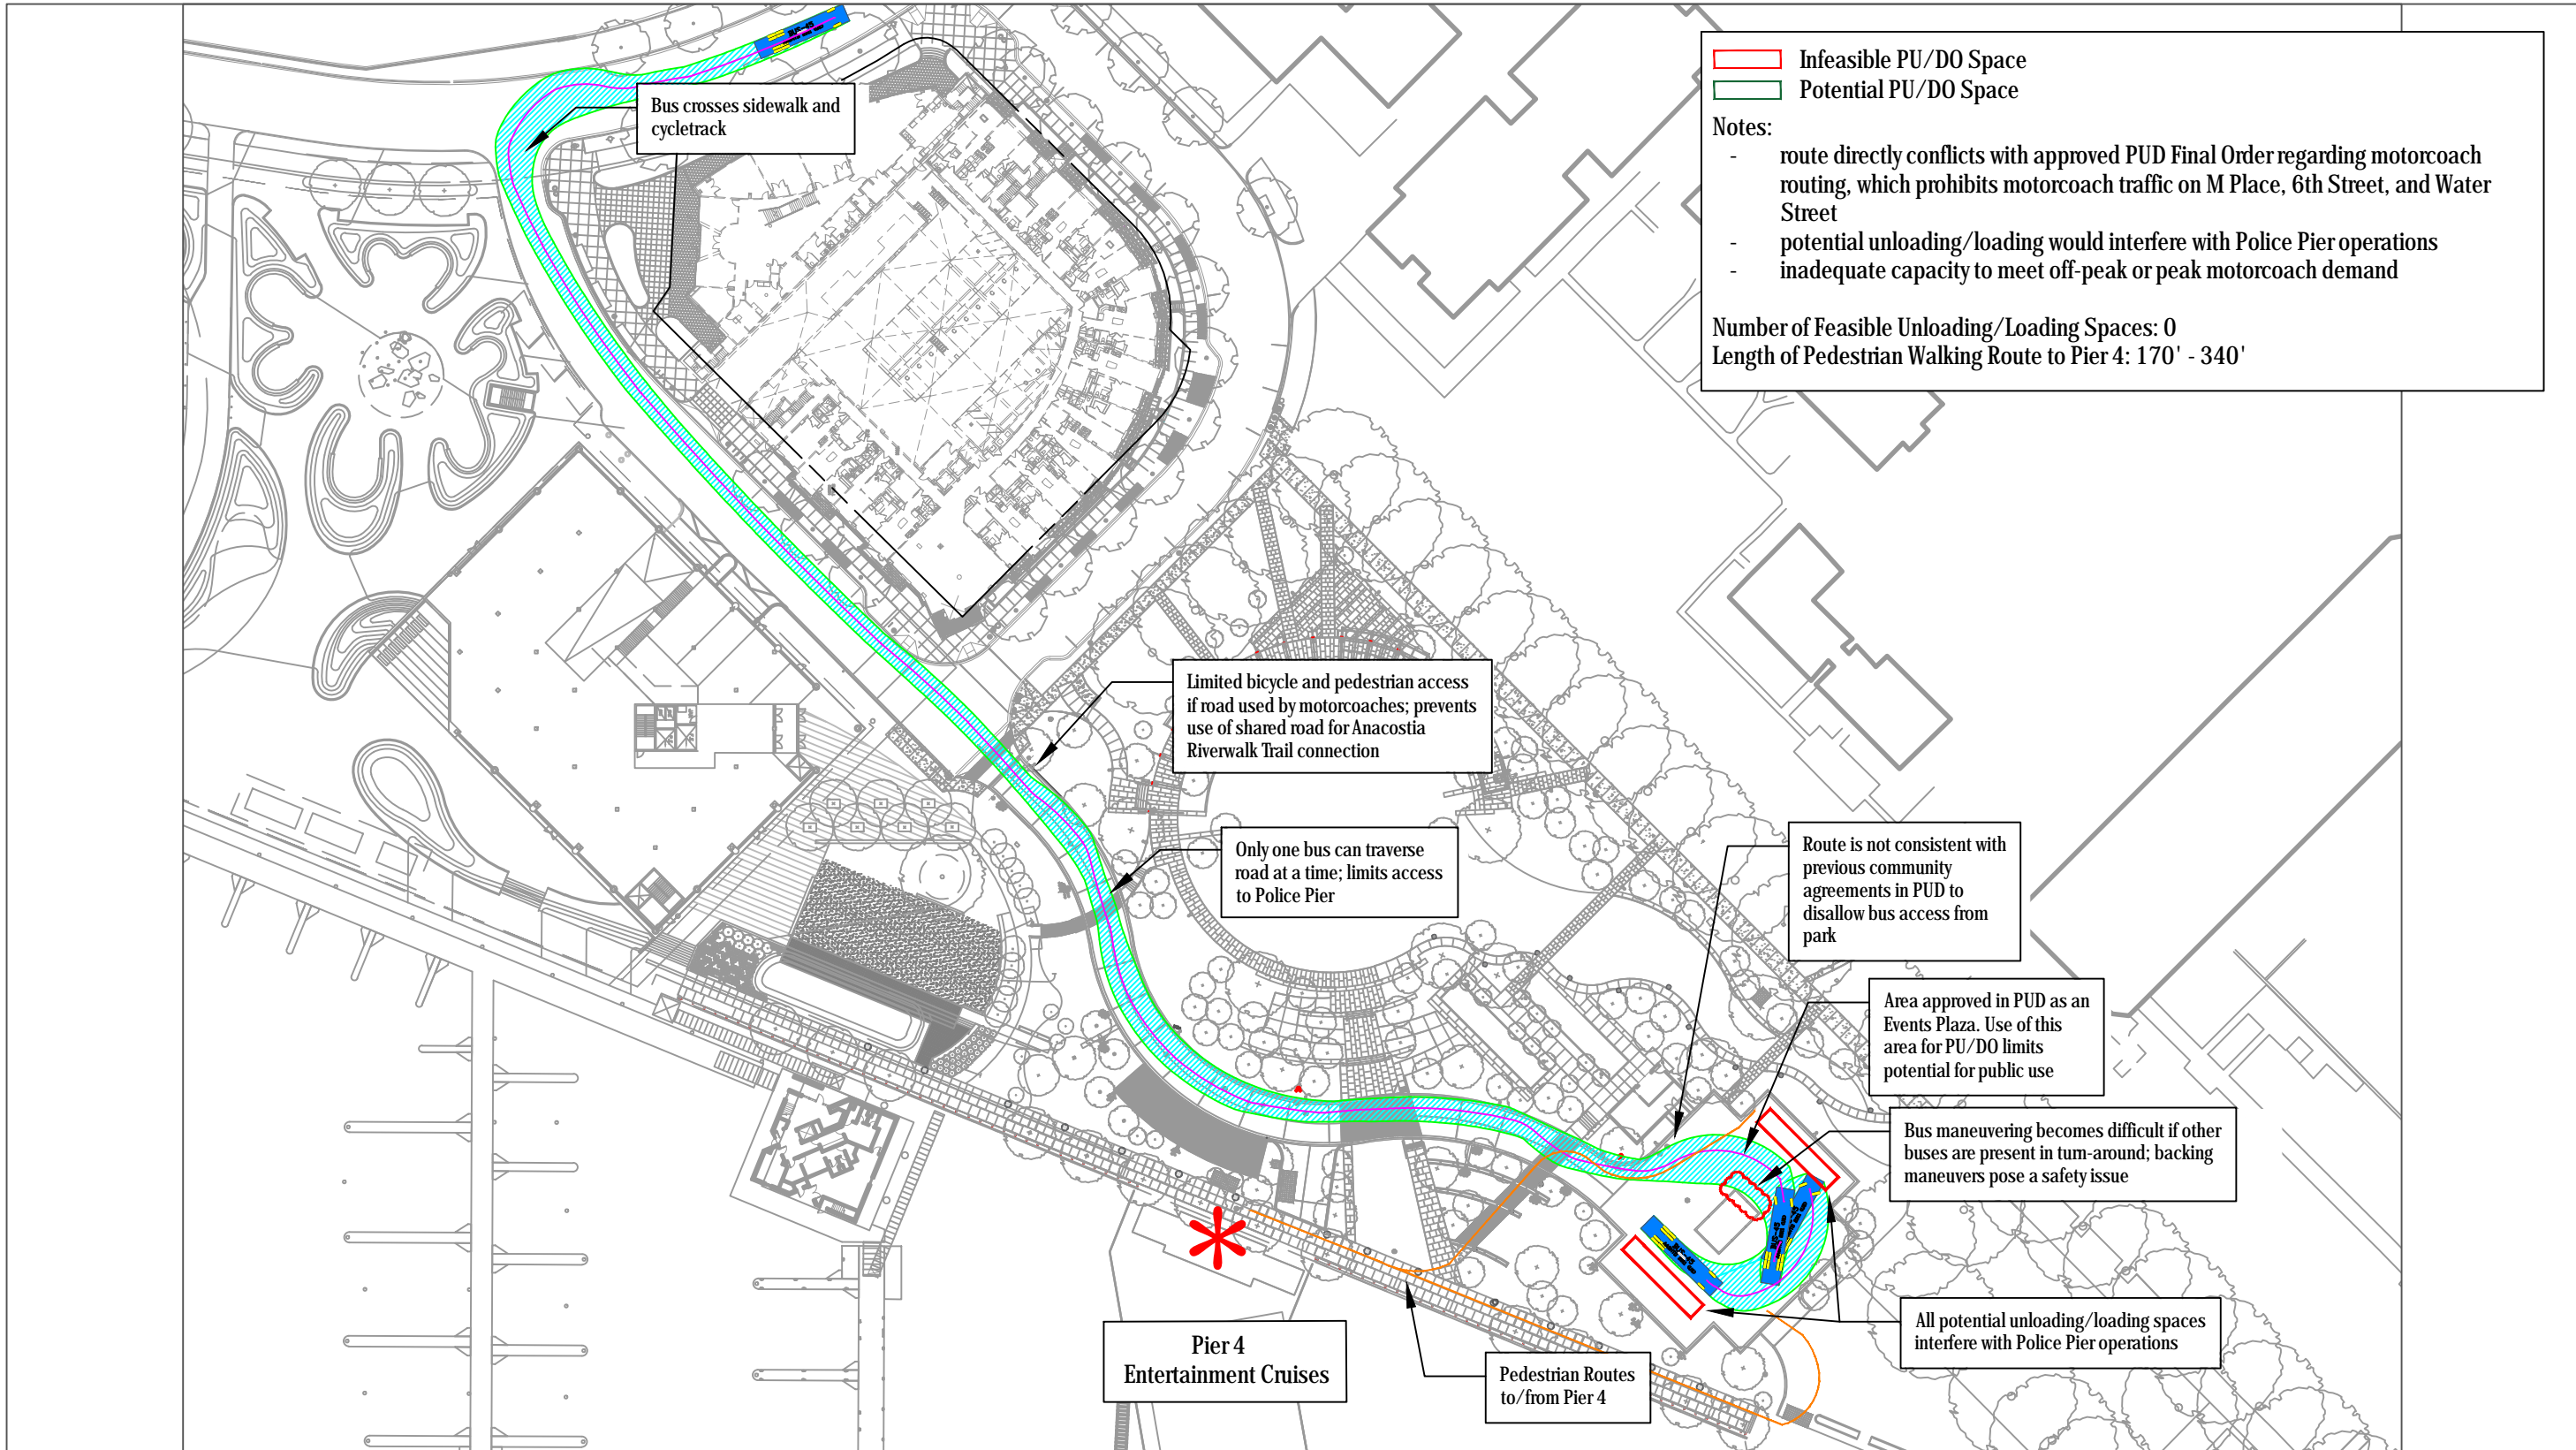 Infeasible PU/DO Space
Potential PU/DO Space
Notes:
- route directly conflicts with approved PUD Final Order regarding motorcoach
routing, which prohibits motorcoach traffic on M Place, 6th Street, and Water
Street
- potential unloading/loading would interfere with Police Pier operations
- inadequate capacity to meet off-peak or peak motorcoach demand
Number of Feasible Unloading/Loading Spaces: 0
Length of Pedestrian Walking Route to Pier 4: 170' - 340'
Bus crosses sidewalk and
cycletrack
Limited bicycle and pedestrian access
if road used by motorcoaches; prevents
use of shared road for Anacostia
Riverwalk Trail connection
Only one bus can traverse
road at a time; limits access
to Police Pier
Route is not consistent with
previous community
agreements in PUD to
disallow bus access from
park
Area approved in PUD as an
Events Plaza. Use of this
area for PU/DO limits
potential for public use
Bus maneuvering becomes difficult if other
buses are present in turn-around; backing
maneuvers pose a safety issue
All potential unloading/loading spaces
interfere with Police Pier operations
Pier 4
Entertainment Cruises
Pedestrian Routes
to/from Pier 4